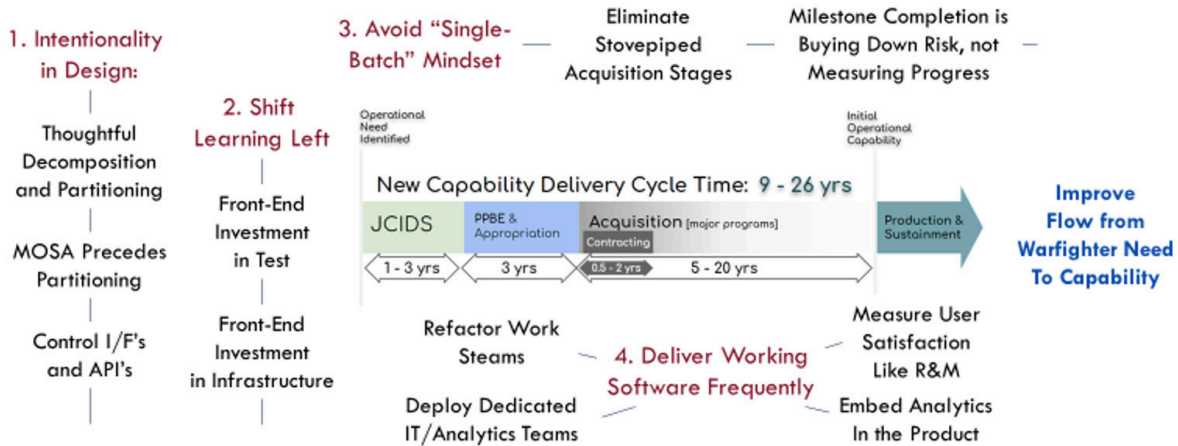 1. Intentionality
in Design:
Thoughtful
Decomposition
and Partitioning
MOSA Precedes
Partitioning
Control I/F's
and API's
2. Shift
Learning Left
Front-End
Investment
in Test
Front-End
Investment
in Infrastructure
3. Avoid “Single-
Batch” Mindset
Eliminate
Stovepiped
Acquisition Stages
Milestone Completion is
Buying Down Risk, not
Measuring Progress
Operational
Need
Identified
Initial
Operational
Capability
New Capability Delivery Cycle Time: 9 - 26 yrs
JCIDS
PPBE &
Appropriation
Acquisition [major programs]
Contracting
Production &
Sustainment
1 - 3 yrs
3 yrs
0.5 - 2 yrs
5 - 20 yrs
Improve
Flow from
Warfighter Need
To Capability
Refactor Work
Steams
4. Deliver Working
Software Frequently
Measure User
Satisfaction
Like R&M
Deploy Dedicated
IT/Analytics Teams
Embed Analytics
In the Product